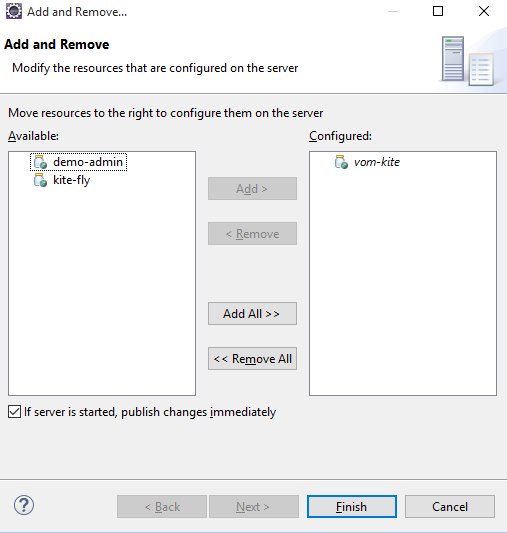 Add and Remove...
Add and Remove
Modify the resources that are configured on the server
Move resources to the right to configure them on the server
Available:
Configured:
demo-admin
kite-fly
vom-kite
Add >
< Remove
Add All >>
<< Remove All
If server is started, publish changes immediately
?
< Back
Next >
Finish
Cancel